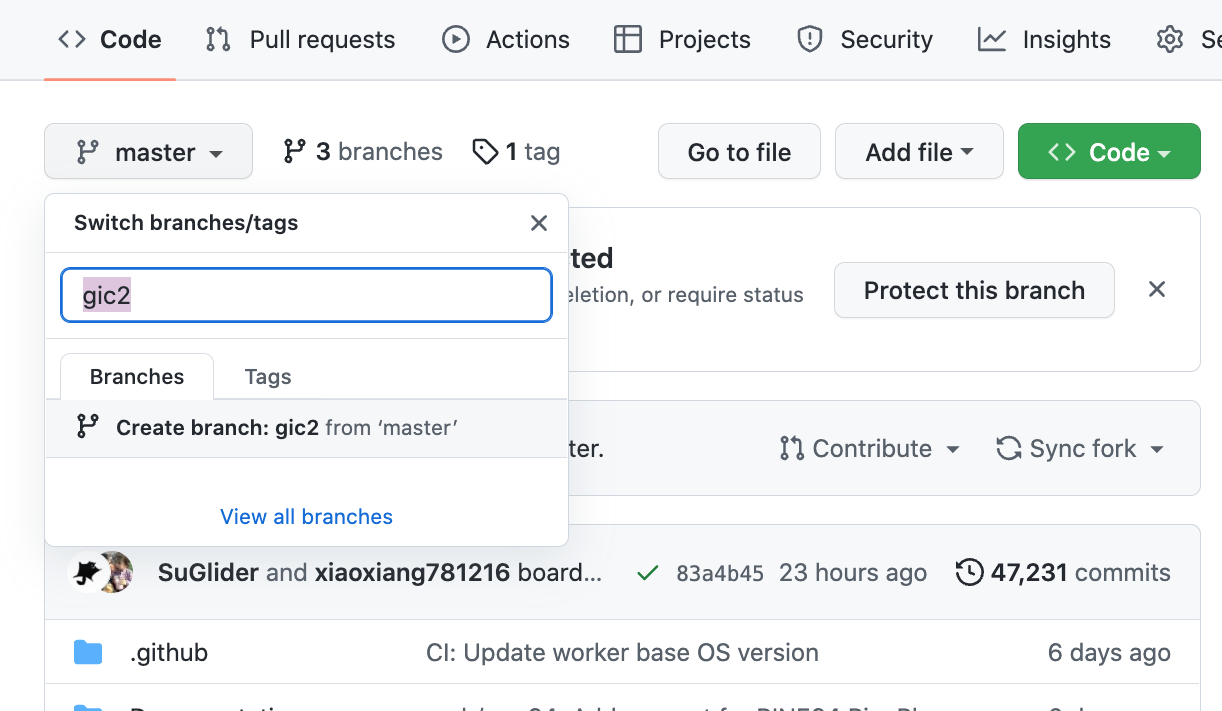 Code Pull requests Actions Projects Security Insights
master 3 branches 1 tag Go to file Add file Code
Switch branches/tags
ted
gic2
eletion, or require status Protect this branch
Branches Tags
Create branch: gic2 from ‘master’
ter. Contribute Sync fork
View all branches
SuGlider and xiaoxiang781216 board... 83a4b45 23 hours ago 47,231 commits
.github CI: Update worker base OS version 6 days ago